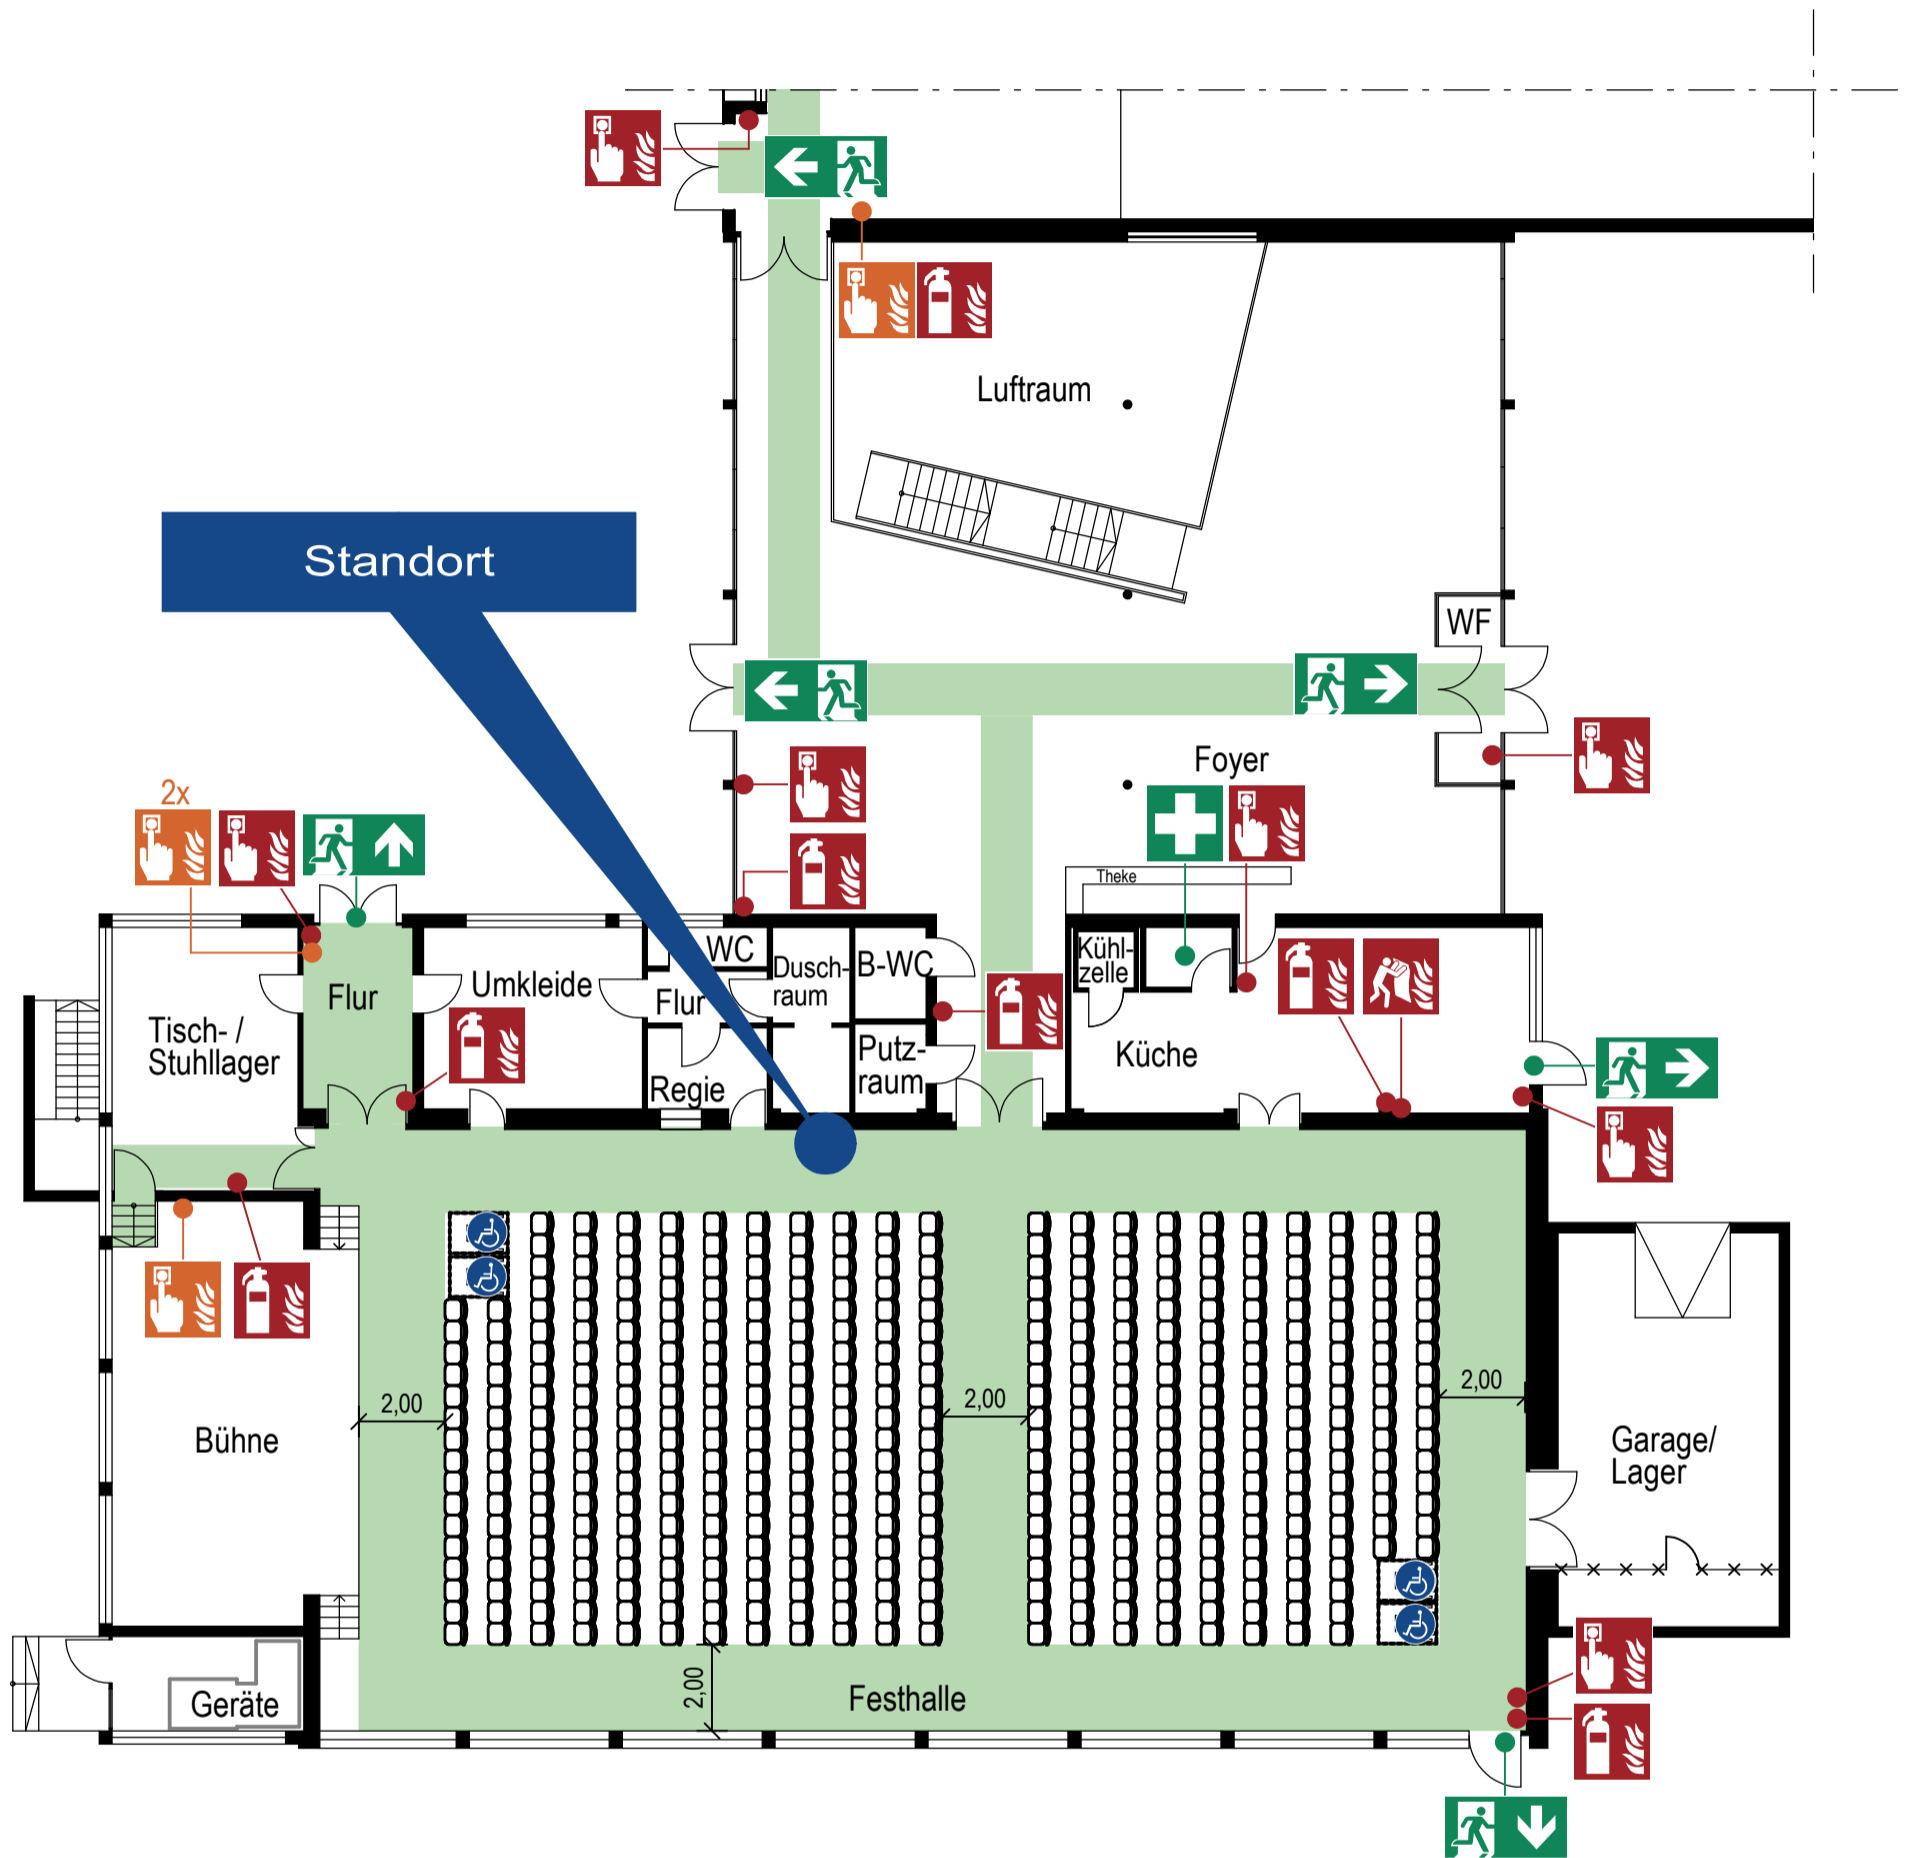 Luftraum
Standort
WF
Foyer
2x
Theke
WC
Umkleide
Dusch-
raum
B-WC
Kühl-
zelle
Flur
Flur
Tisch- /
Stuhllager
Putz-
raum
Küche
Regie
2,00
2,00
2,00
Bühne
Garage/
Lager
2,00
Festhalle
Geräte